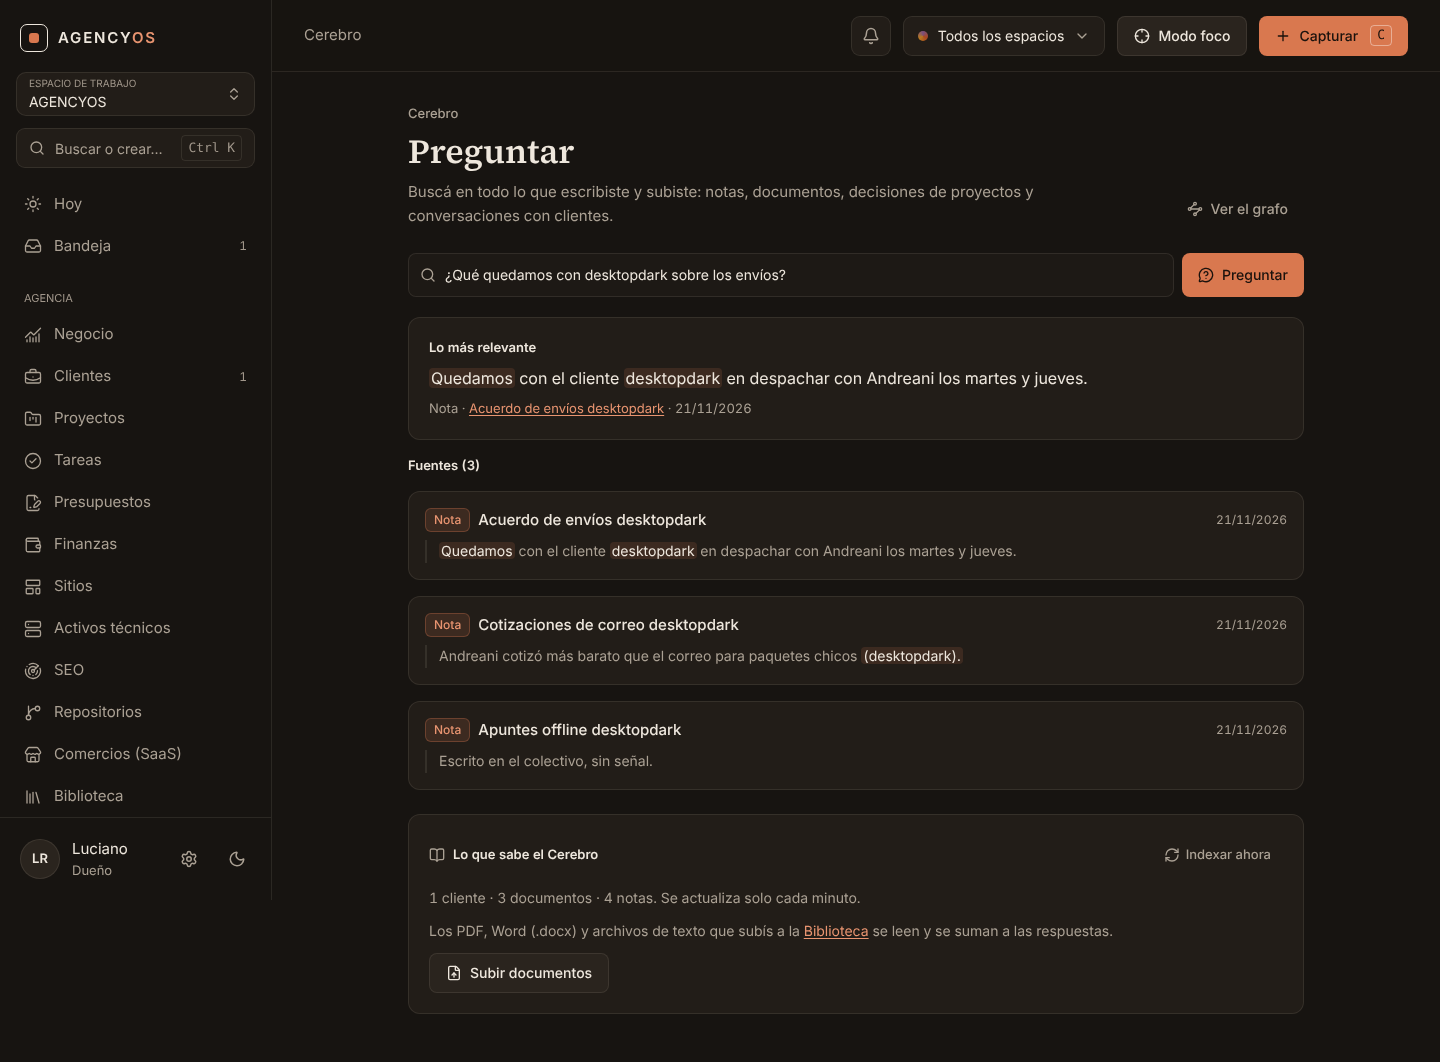 AGENCYOS
ESPACIO DE TRABAJO
AGENCYOS
Buscar o crear... Ctrl K
Hoy
Bandeja 1
AGENCIA
Negocio
Clientes 1
Proyectos
Tareas
Presupuestos
Finanzas
Sitios
Activos técnicos
SEO
Repositorios
Comercios (SaaS)
Biblioteca
LR
Luciano
Dueño
Cerebro
Todos los espacios
Modo foco
Capturar C
Cerebro
Preguntar
Buscá en todo lo que escribiste y subiste: notas, documentos, decisiones de proyectos y
conversaciones con clientes.
Ver el grafo
¿Qué quedamos con desktopdark sobre los envíos?
Preguntar
Lo más relevante
Quedamos con el cliente desktopdark en despachar con Andreani los martes y jueves.
Nota · Acuerdo de envíos desktopdark · 21/11/2026
Fuentes (3)
Nota Acuerdo de envíos desktopdark 21/11/2026
Quedamos con el cliente desktopdark en despachar con Andreani los martes y jueves.
Nota Cotizaciones de correo desktopdark 21/11/2026
Andreani cotizó más barato que el correo para paquetes chicos (desktopdark).
Nota Apuntes offline desktopdark 21/11/2026
Escrito en el colectivo, sin señal.
Lo que sabe el Cerebro
Indexar ahora
1 cliente · 3 documentos · 4 notas. Se actualiza solo cada minuto.
Los PDF, Word (.docx) y archivos de texto que subís a la Biblioteca se leen y se suman a las respuestas.
Subir documentos